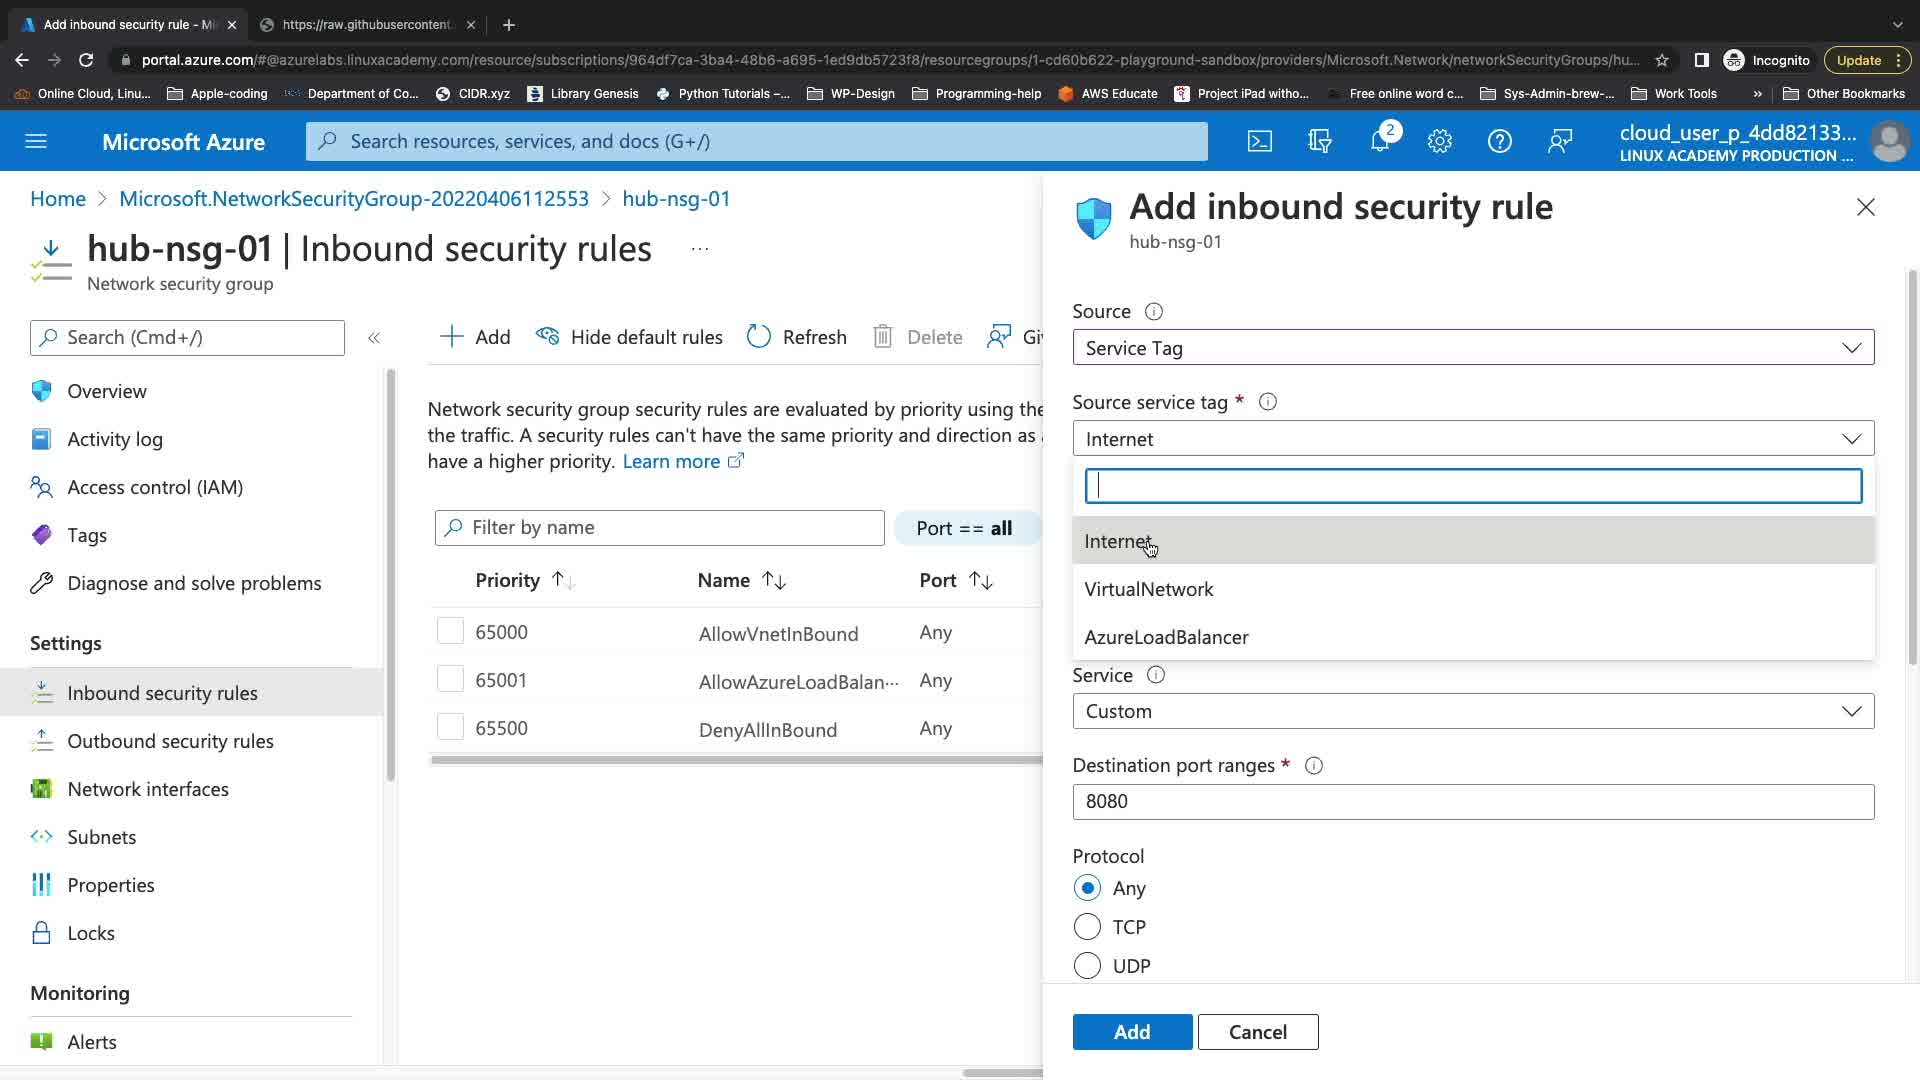 Add inbound security rule - Mi
https://raw.githubusercontent.
portal.azure.com/#@azurelabs.linuxacademy.com/resource/subscriptions/964df7ca-3ba4-48b6-a695-1ed9db5723f8/resourcegroups/1-cd60b622-playground-sandbox/providers/Microsoft.Network/networkSecurityGroups/hu...
Incognito
Update
Online Cloud, Linu...
Apple-coding
Department of Co...
CIDR.xyz
Library Genesis
Python Tutorials –...
WP-Design
Programming-help
AWS Educate
Project iPad witho...
Free online word c...
Sys-Admin-brew-...
Work Tools
»
Other Bookmarks
Microsoft Azure
Search resources, services, and docs (G+/)
2
cloud_user_p_4dd82133...
LINUX ACADEMY PRODUCTION ...
Home > Microsoft.NetworkSecurityGroup-20220406112553 > hub-nsg-01
hub-nsg-01 | Inbound security rules ...
Network security group
Search (Cmd+/)
«
Overview
Activity log
Access control (IAM)
Tags
Diagnose and solve problems
Settings
Inbound security rules
Outbound security rules
Network interfaces
Subnets
Properties
Locks
Monitoring
Alerts
Add
Hide default rules
Refresh
Delete
Gi
Network security group security rules are evaluated by priority using the
the traffic. A security rules can't have the same priority and direction as
have a higher priority. Learn more
Filter by name
Port == all
Priority Name Port
65000 AllowVnetInBound Any
65001 AllowAzureLoadBalan... Any
65500 DenyAllInBound Any
Add inbound security rule
hub-nsg-01
Source
Service Tag
Source service tag *
Internet
Internet
VirtualNetwork
AzureLoadBalancer
Service
Custom
Destination port ranges *
8080
Protocol
Any
TCP
UDP
Add
Cancel